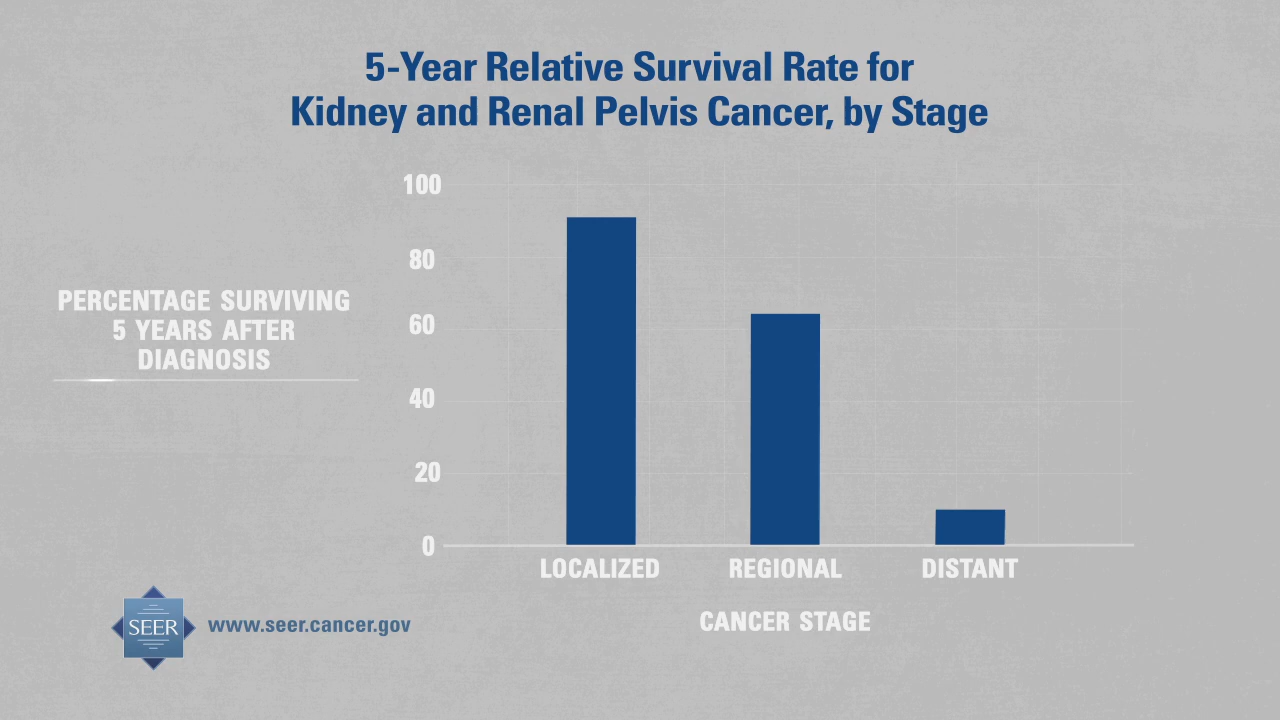 5-Year Relative Survival Rate for
Kidney and Renal Pelvis Cancer, by Stage
PERCENTAGE SURVIVING
5 YEARS AFTER
DIAGNOSIS
100
80
60
40
20
0
LOCALIZED
REGIONAL
DISTANT
CANCER STAGE
SEER
www.seer.cancer.gov